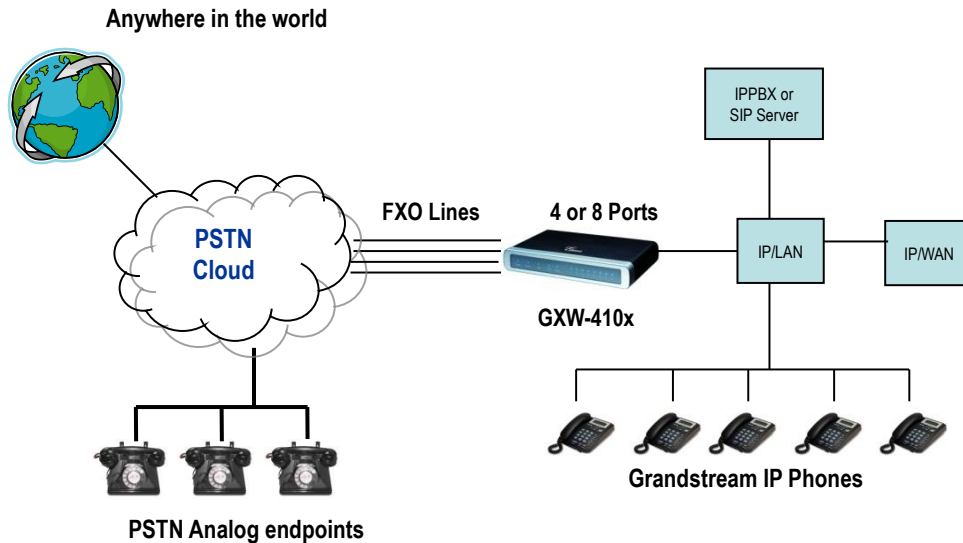 Anywhere in the world
IPPBX or
SIP Server
FXO Lines
4 or 8 Ports
PSTN
Cloud
IP/LAN
IP/WAN
GXW-410x
Grandstream IP Phones
PSTN Analog endpoints